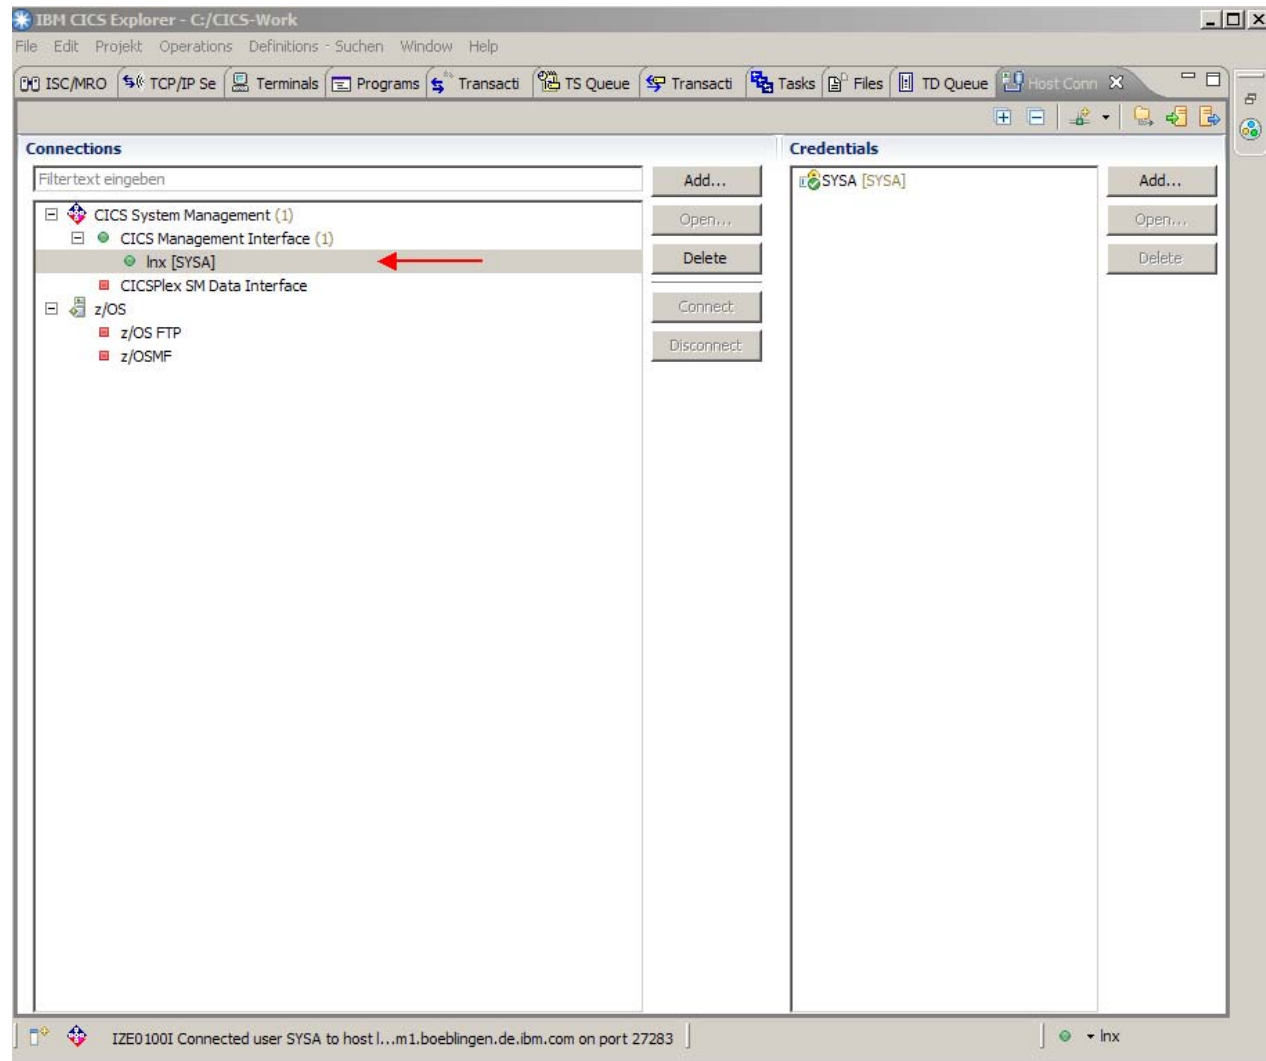 IBM CICS Explorer - C:/CICS-Work
File Edit Projekt Operations Definitions - Suchen Window Help
ISC/MRO TCP/IP Se Terminals Programs Transacti TS Queue Transacti Tasks Files TD Queue Host Conn
Connections
Filtertext eingeben
CICS System Management (1)
CICS Management Interface (1)
lnx [SYSA]
CICSPlex SM Data Interface
z/OS
z/OS FTP
z/OSMF
Add...
Open...
Delete
Connect
Disconnect
Credentials
SYSA [SYSA]
Add...
Open...
Delete
IZE0100I Connected user SYSA to host l...m1.boeblingen.de.ibm.com on port 27283
lnx